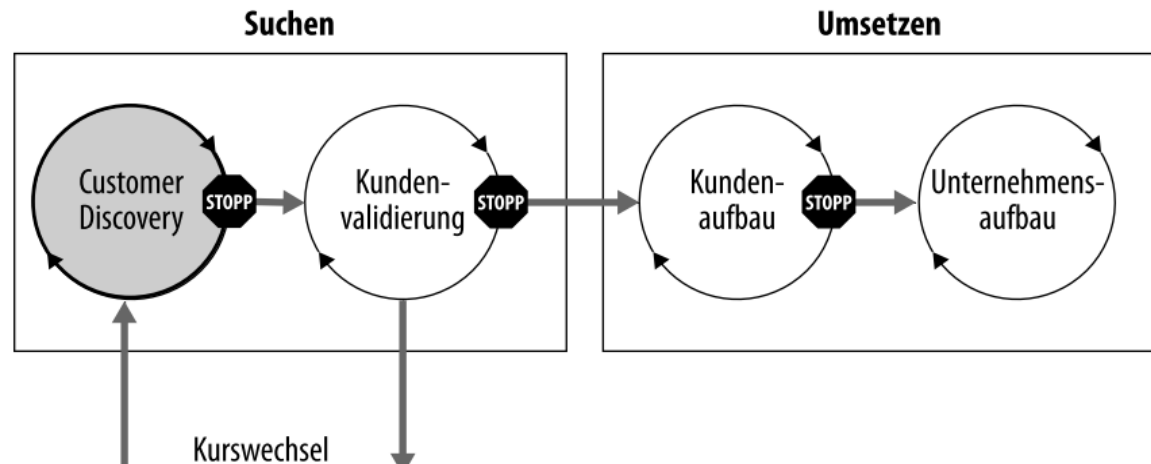 Suchen
Umsetzen
Customer
Discovery
STOPP
Kunden-
validierung
STOPP
Kunden-
aufbau
STOPP
Unternehmens-
aufbau
Kurswechsel